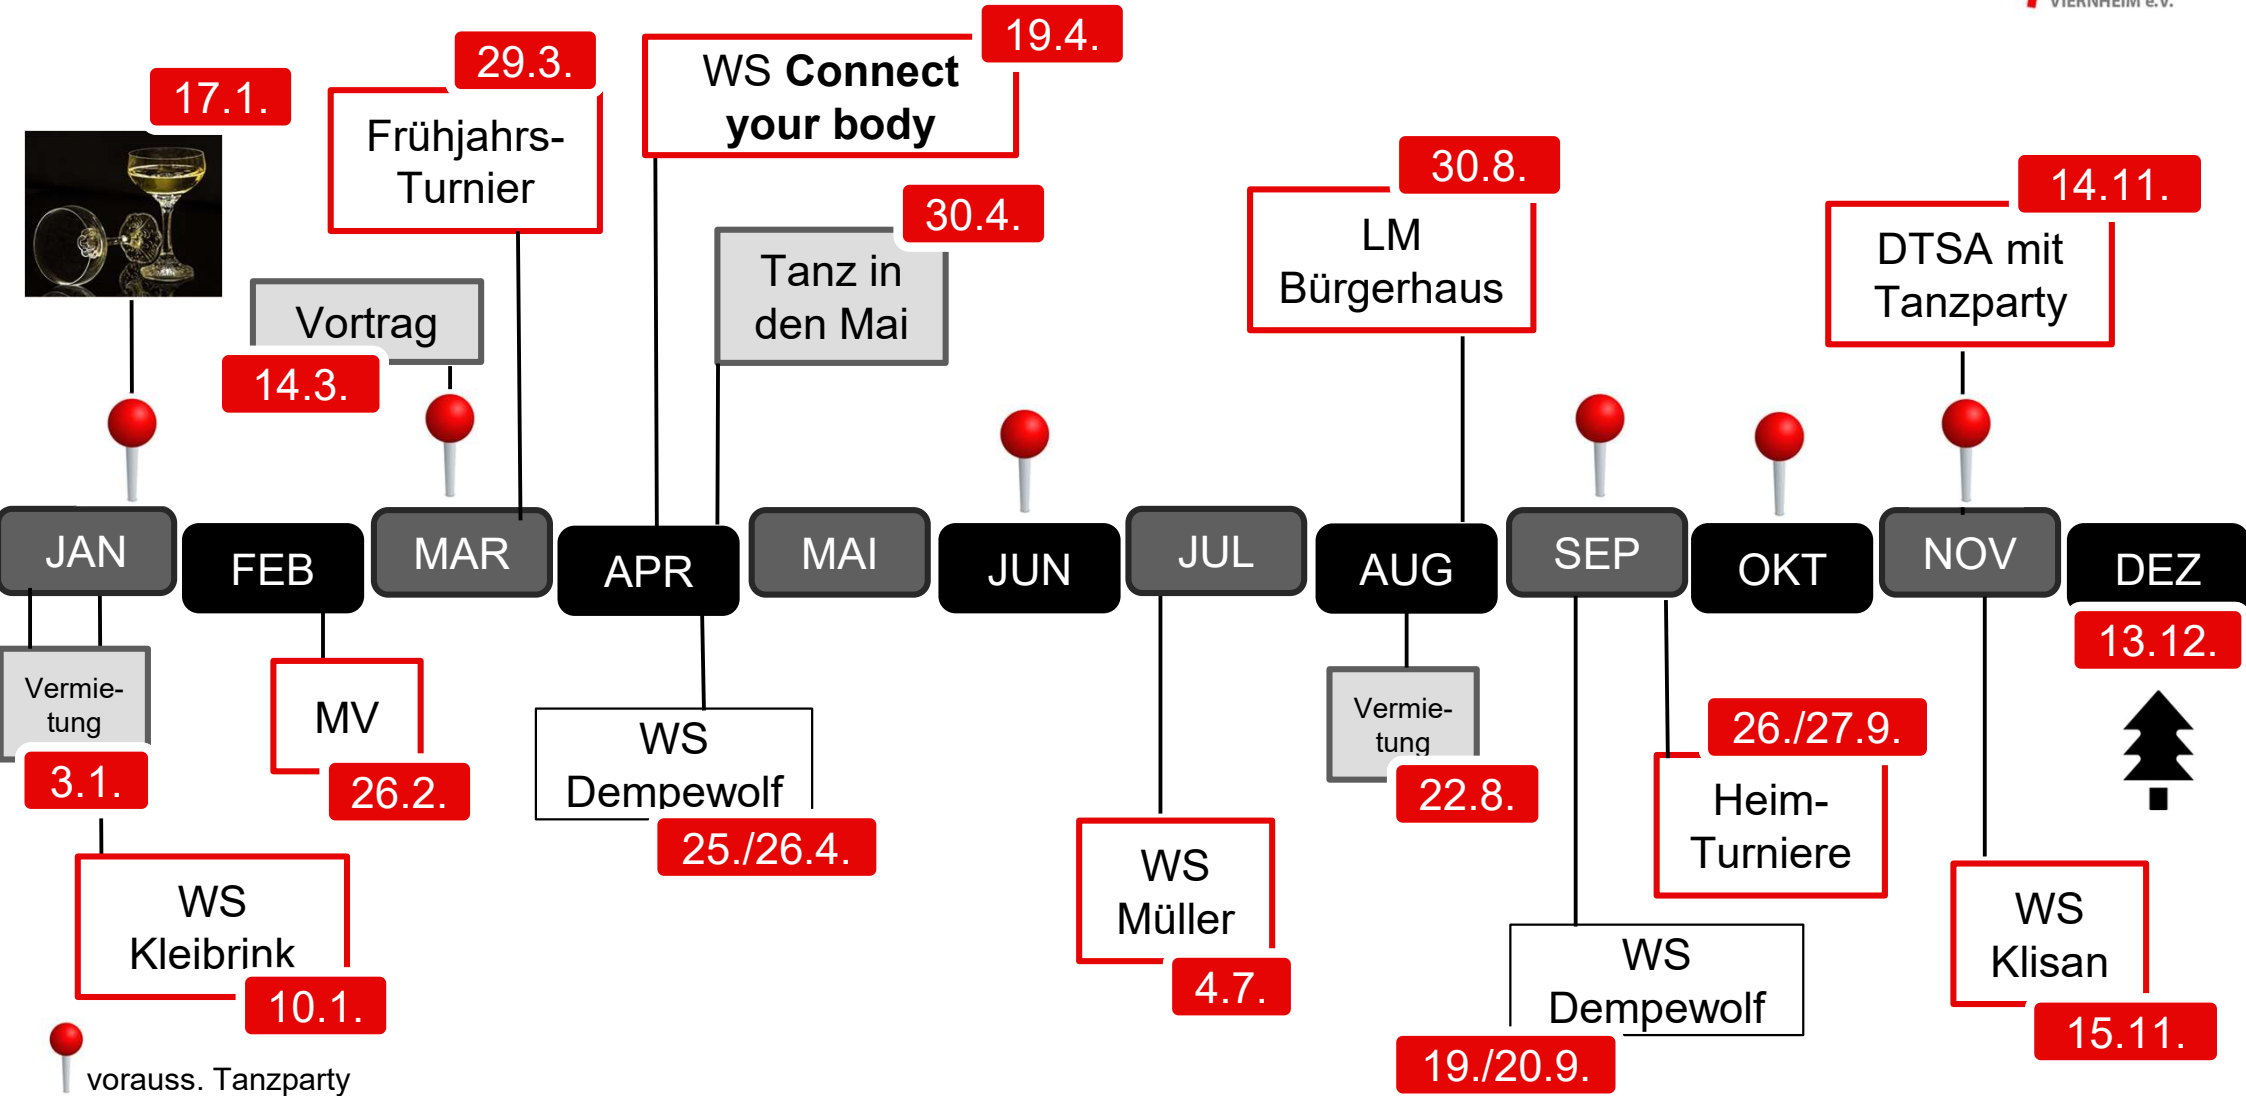 VIERNHEIM e.V.
17.1.
29.3.
Frühjahrs-
Turnier
19.4.
WS Connect
your body
30.4.
Tanz in
den Mai
Vortrag
14.3.
30.8.
LM
Bürgerhaus
14.11.
DTSA mit
Tanzparty
JAN
FEB
MAR
APR
MAI
JUN
JUL
AUG
SEP
OKT
NOV
DEZ
Vermie-
tung
3.1.
WS
Kleibrink
10.1.
MV
26.2.
WS
Dempewolf
25./26.4.
WS
Müller
4.7.
Vermie-
tung
22.8.
WS
Dempewolf
19./20.9.
26./27.9.
Heim-
Turniere
WS
Klisan
15.11.
13.12.
vorauss. Tanzparty